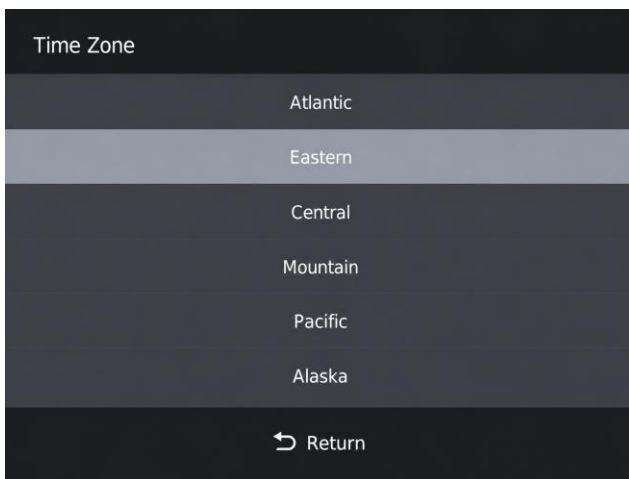 Time Zone
Atlantic
Eastern
Central
Mountain
Pacific
Alaska
Return